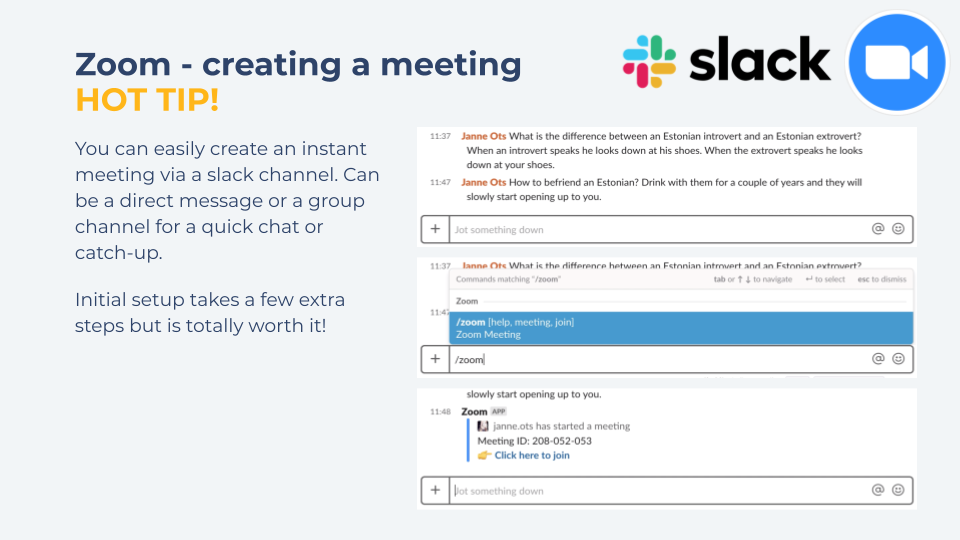 Zoom - creating a meeting
HOT TIP!
slack
You can easily create an instant
meeting via a slack channel. Can
be a direct message or a group
channel for a quick chat or
catch-up.
Initial setup takes a few extra
steps but is totally worth it!
11:37 Janne Ots What is the difference between an Estonian introvert and an Estonian extrovert?
When an introvert speaks he looks down at his shoes. When the extrovert speaks he looks
down at your shoes.
11:47 Janne Ots How to befriend an Estonian? Drink with them for a couple of years and they will
slowly start opening up to you.
+ Jot something down @
11:37 Janne Ots What is the difference between an Estonian introvert and an Estonian extrovert?
Commands matching "/zoom" tab or ↑ ↓ to navigate ↵ to select esc to dismiss
Zoom
11:47
/zoom [help, meeting, join]
Zoom Meeting
+ /zoom @
slowly start opening up to you.
11:48 Zoom APP
janne.ots has started a meeting
Meeting ID: 208-052-053
👉 Click here to join
+ Jot something down @